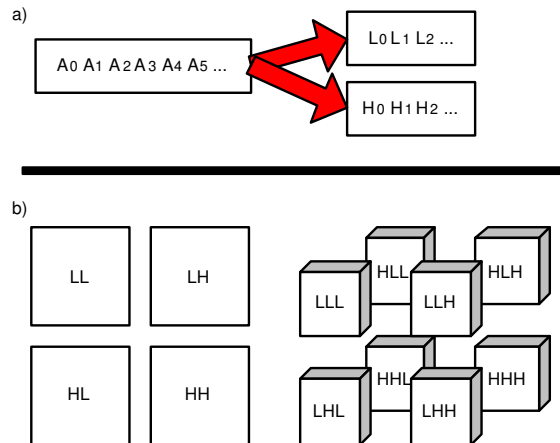 a)
A0 A1 A2 A3 A4 A5 ...
L0 L1 L2 ...
H0 H1 H2 ...
b)
LL
LH
HL
HH
HLL
HLH
LLL
LLH
HHL
HHH
LHL
LHH